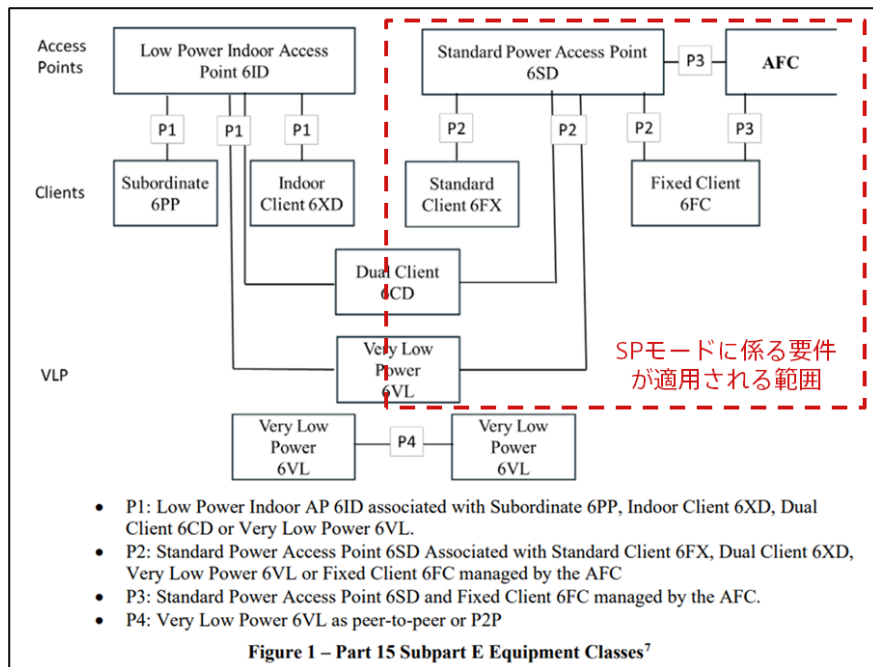 Access
Points
Low Power Indoor Access
Point 6ID
Standard Power Access Point
6SD
P3
AFC
P1
P1
P1
P2
P2
P2
P3
Clients
Subordinate
6PP
Indoor
Client 6XD
Standard
Client 6FX
Fixed Client
6FC
Dual Client
6CD
VLP
Very Low
Power
6VL
SPモードに係る要件
が適用される範囲
Very Low
Power
6VL
P4
Very Low
Power
6VL
• P1: Low Power Indoor AP 6ID associated with Subordinate 6PP, Indoor Client 6XD, Dual
Client 6CD or Very Low Power 6VL.
• P2: Standard Power Access Point 6SD Associated with Standard Client 6FX, Dual Client 6XD,
Very Low Power 6VL or Fixed Client 6FC managed by the AFC
• P3: Standard Power Access Point 6SD and Fixed Client 6FC managed by the AFC.
• P4: Very Low Power 6VL as peer-to-peer or P2P
Figure 1 – Part 15 Subpart E Equipment Classes⁷